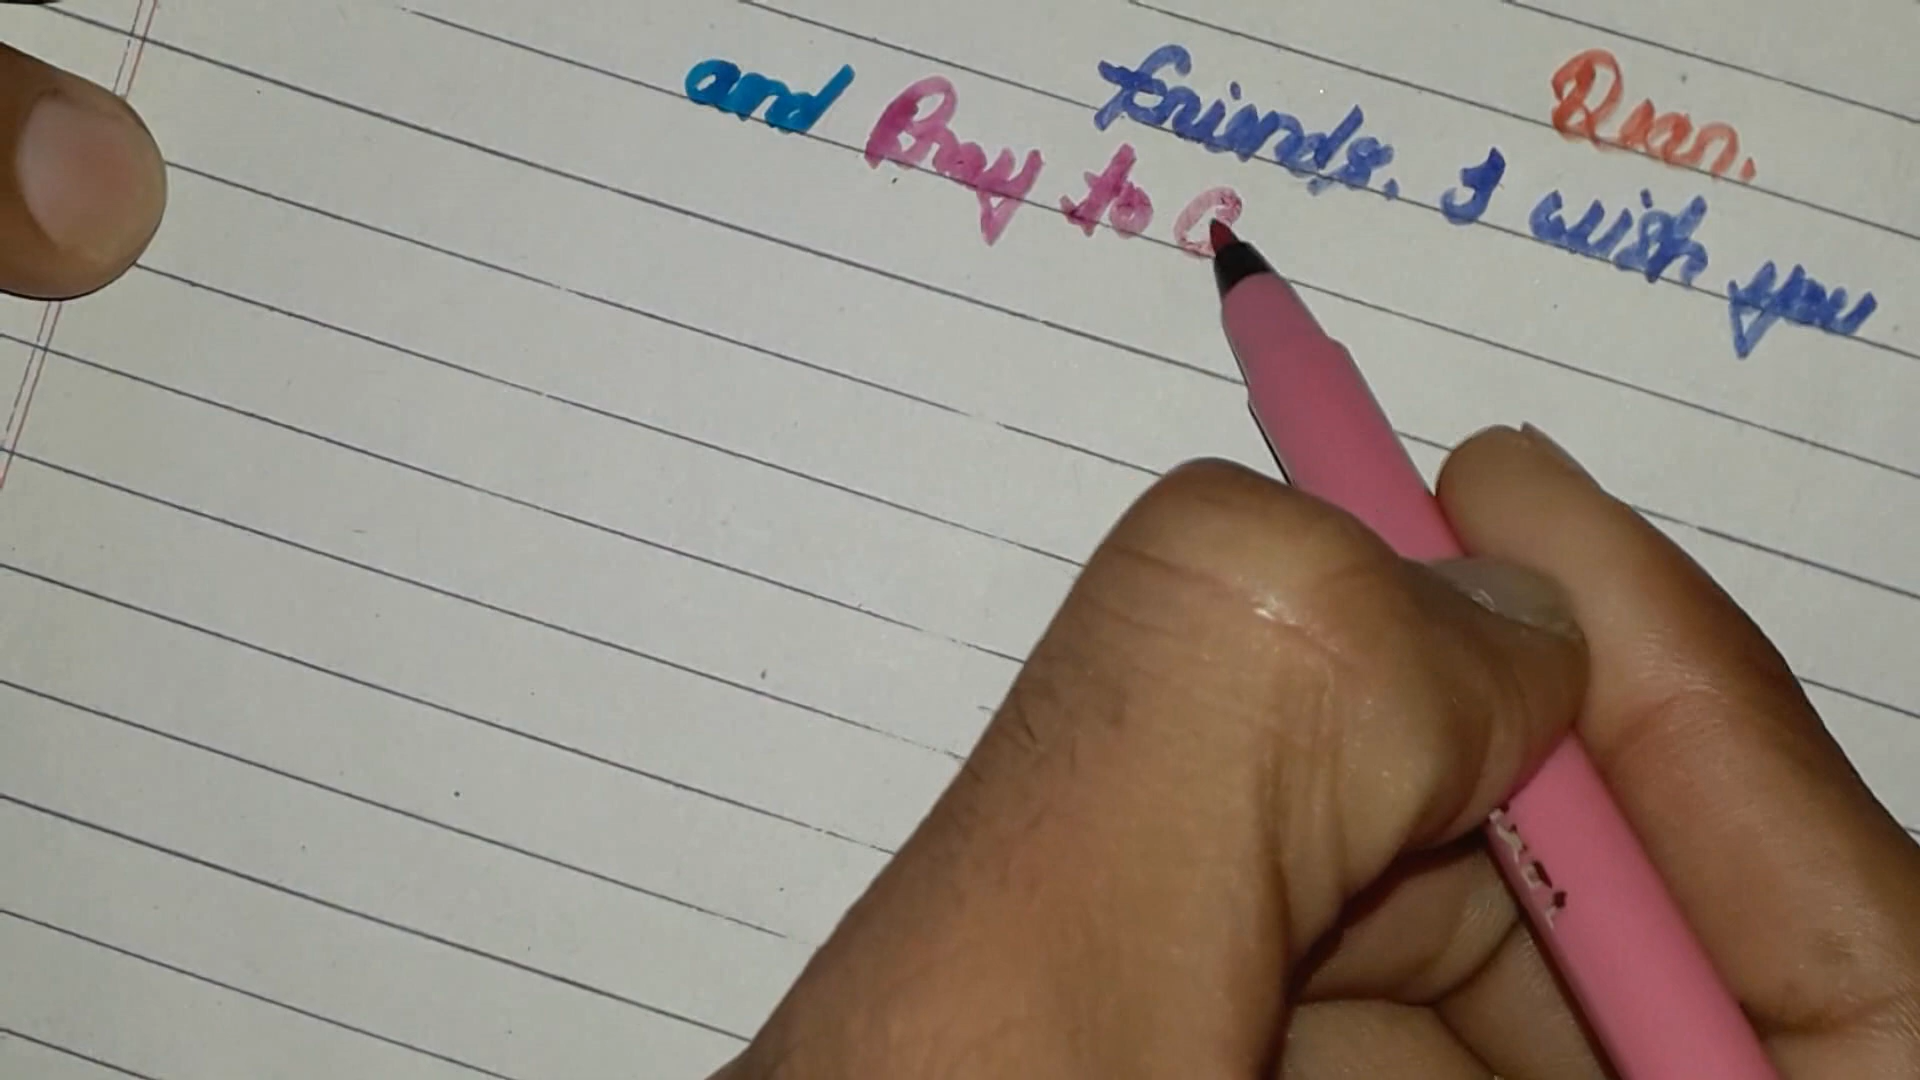 Dear,
friends. I wish you
and Pray to G